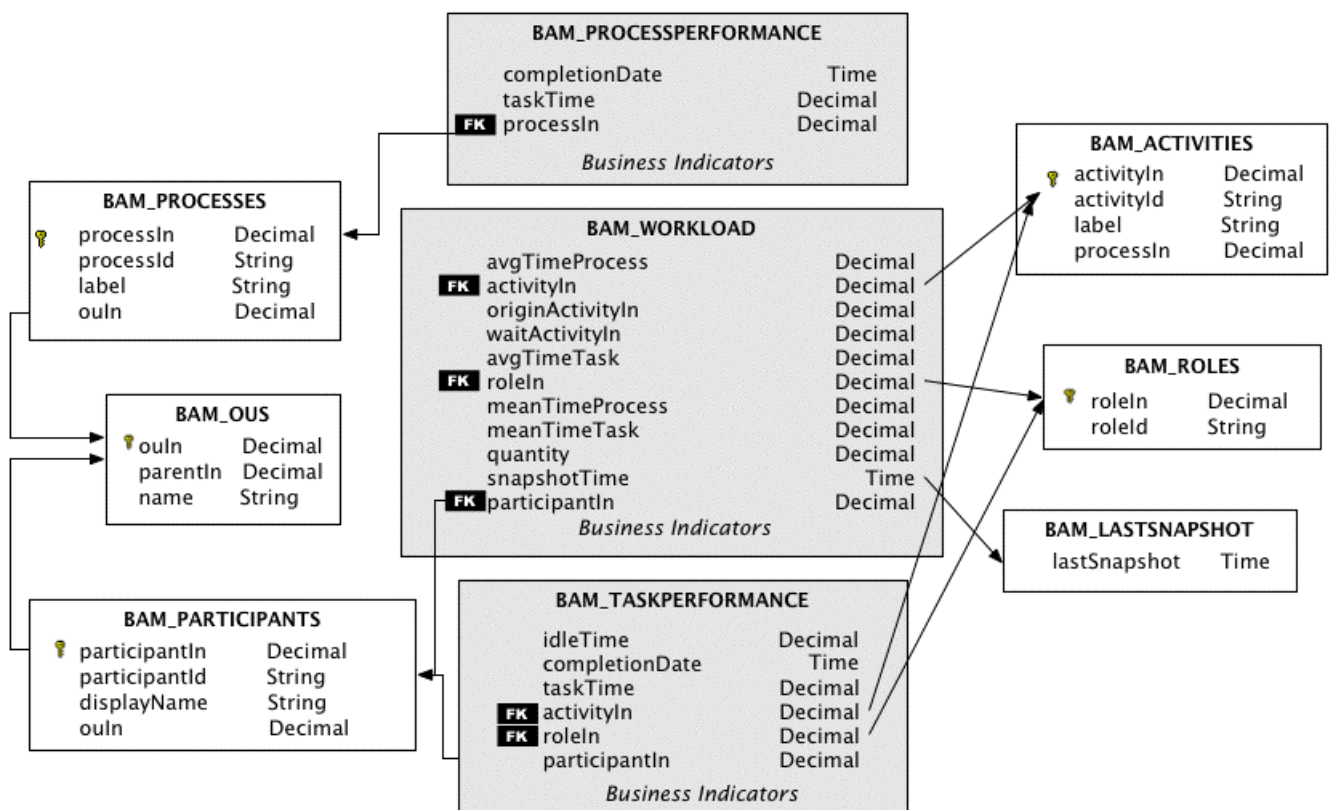 BAM_PROCESSPERFORMANCE
completionDate Time
taskTime Decimal
FK processIn Decimal
Business Indicators
BAM_PROCESSES
processIn Decimal
processId String
label String
ouIn Decimal
BAM_WORKLOAD
avgTimeProcess Decimal
FK activityIn Decimal
originActivityIn Decimal
waitActivityIn Decimal
avgTimeTask Decimal
FK roleIn Decimal
meanTimeProcess Decimal
meanTimeTask Decimal
quantity Decimal
snapshotTime Time
FK participantIn Decimal
Business Indicators
BAM_ACTIVITIES
activityIn Decimal
activityId String
label String
processIn Decimal
BAM_OUS
ouIn Decimal
parentIn Decimal
name String
BAM_ROLES
roleIn Decimal
roleId String
BAM_LASTSNAPSHOT
lastSnapshot Time
BAM_PARTICIPANTS
participantIn Decimal
participantId String
displayName String
ouIn Decimal
BAM_TASKPERFORMANCE
idleTime Decimal
completionDate Time
taskTime Decimal
FK activityIn Decimal
FK roleIn Decimal
participantIn Decimal
Business Indicators